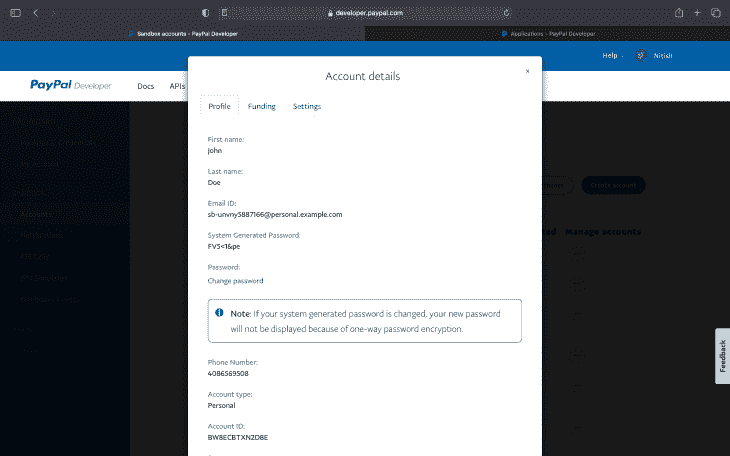 developer.paypal.com
Sandbox accounts - PayPal Developer
Applications - PayPal Developer
Help
Nitish
PayPal Developer
Docs
APIs
Account details
×
Profile
Funding
Settings
First name:
John
Last name:
Doe
Email ID:
sb-unvny5887166@personal.example.com
System Generated Password:
FV5<1&pe
Password:
Change password
Note: If your system generated password is changed, your new password
will not be displayed because of one-way password encryption.
Phone Number:
4086569508
Account type:
Personal
Account ID:
BW8ECBTXN2D8E
Accounts
Create account
Manage accounts
Feedback